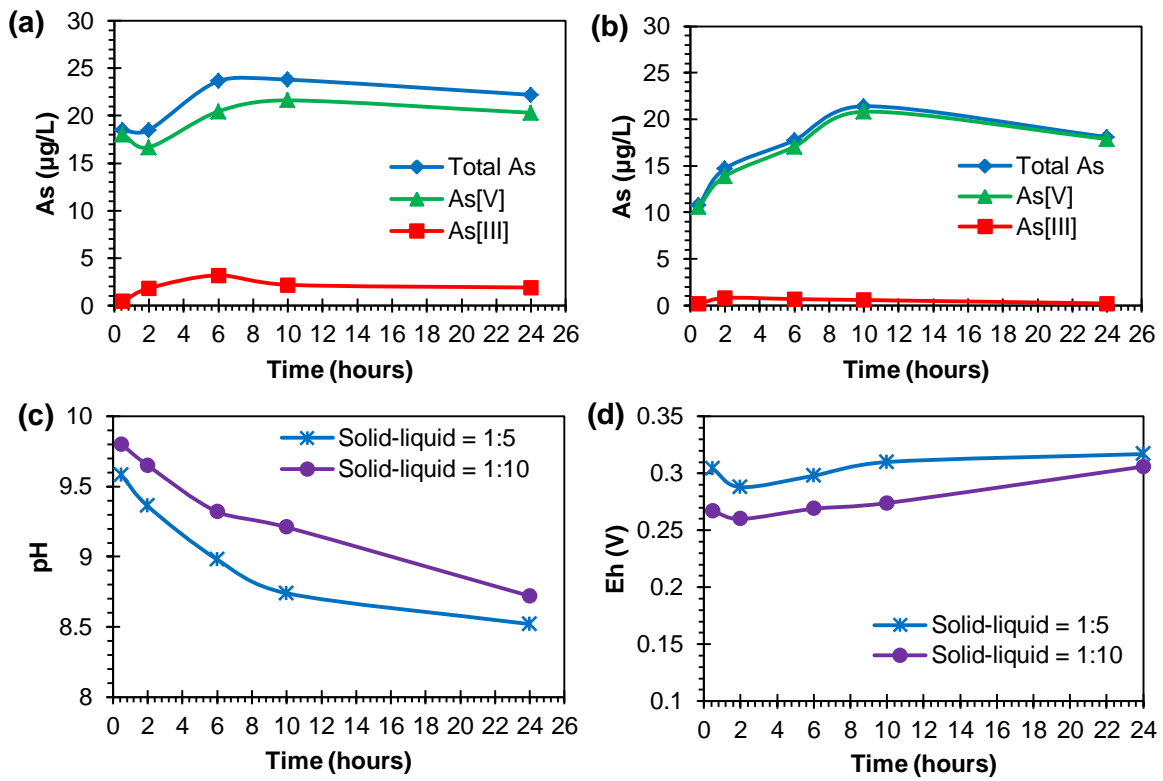 (a)
30
25
20
15
10
5
0
As (µg/L)
Total As
As[V]
As[III]
0 2 4 6 8 10 12 14 16 18 20 22 24 26
Time (hours)
(b)
30
25
20
15
10
5
0
As (µg/L)
Total As
As[V]
As[III]
0 2 4 6 8 10 12 14 16 18 20 22 24 26
Time (hours)
(c)
10
9.5
9
8.5
8
pH
Solid-liquid = 1:5
Solid-liquid = 1:10
0 2 4 6 8 10 12 14 16 18 20 22 24 26
Time (hours)
(d)
0.35
0.3
0.25
0.2
0.15
0.1
Eh (V)
Solid-liquid = 1:5
Solid-liquid = 1:10
0 2 4 6 8 10 12 14 16 18 20 22 24
Time (hours)